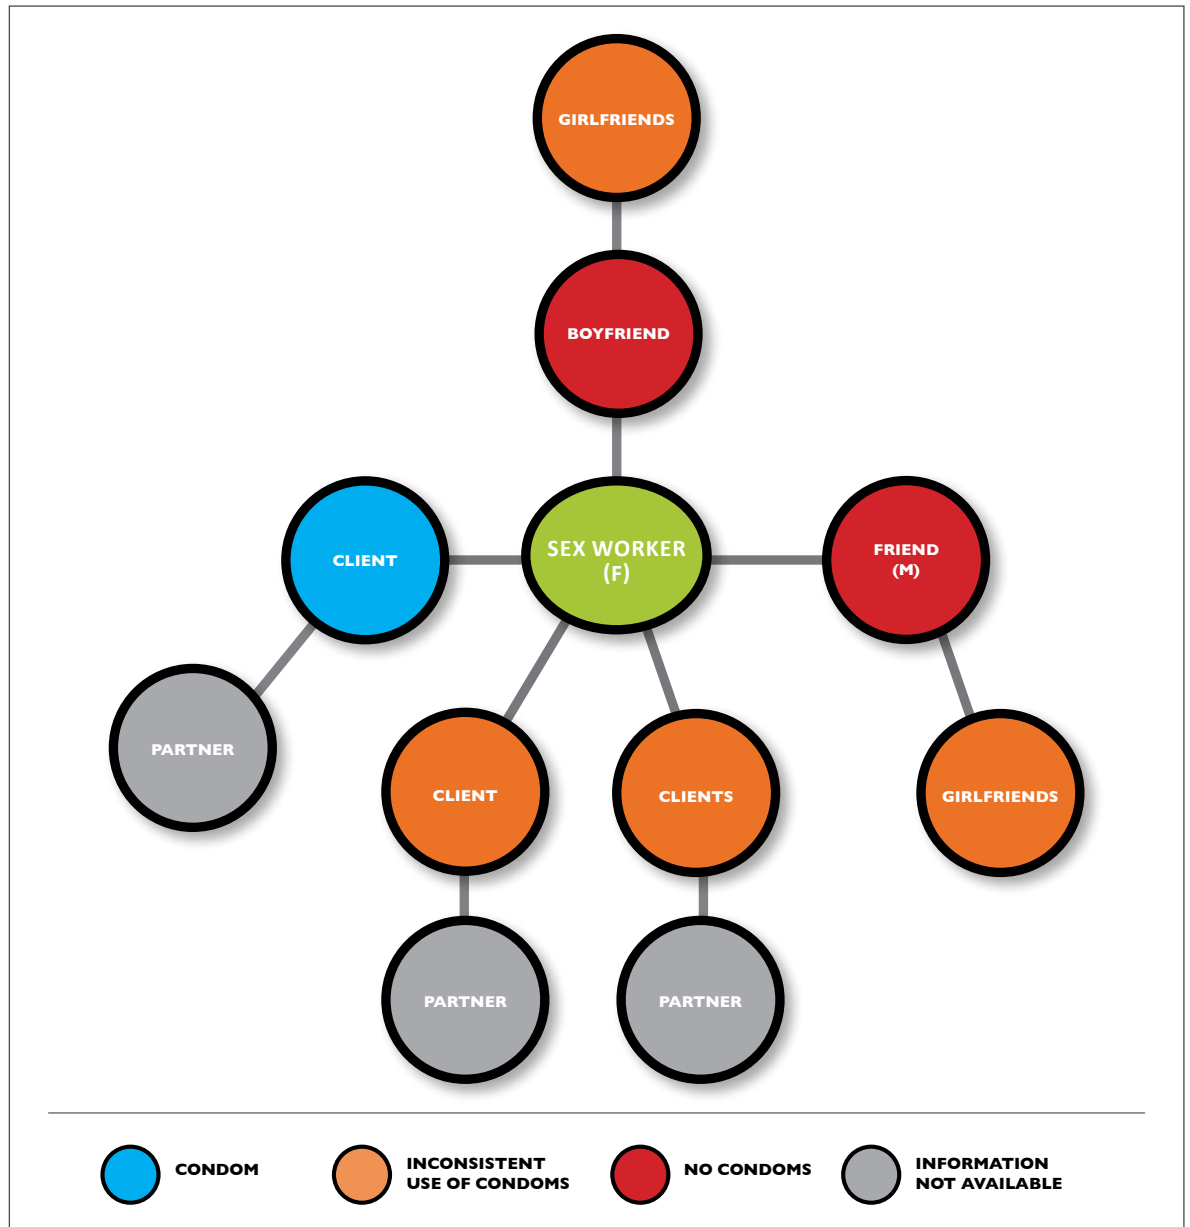 GIRLFRIENDS
BOYFRIEND
CLIENT
SEX WORKER
(F)
FRIEND
(M)
PARTNER
CLIENT
CLIENTS
GIRLFRIENDS
PARTNER
PARTNER
CONDOM
INCONSISTENT
USE OF CONDOMS
NO CONDOMS
INFORMATION
NOT AVAILABLE